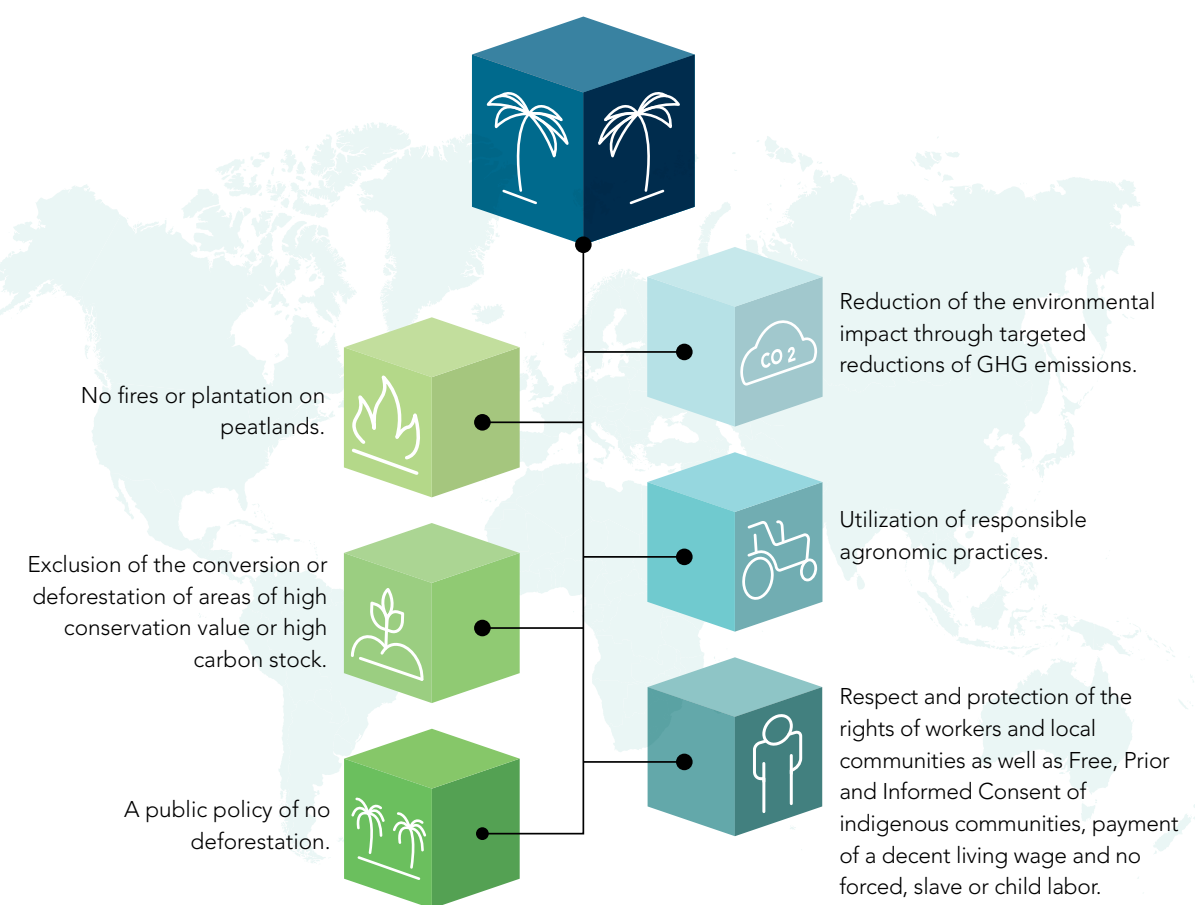 Reduction of the environmental
impact through targeted
reductions of GHG emissions.
CO 2
No fires or plantation on
peatlands.
Utilization of responsible
agronomic practices.
Exclusion of the conversion or
deforestation of areas of high
conservation value or high
carbon stock.
Respect and protection of the
rights of workers and local
communities as well as Free, Prior
and Informed Consent of
indigenous communities, payment
of a decent living wage and no
forced, slave or child labor.
A public policy of no
deforestation.